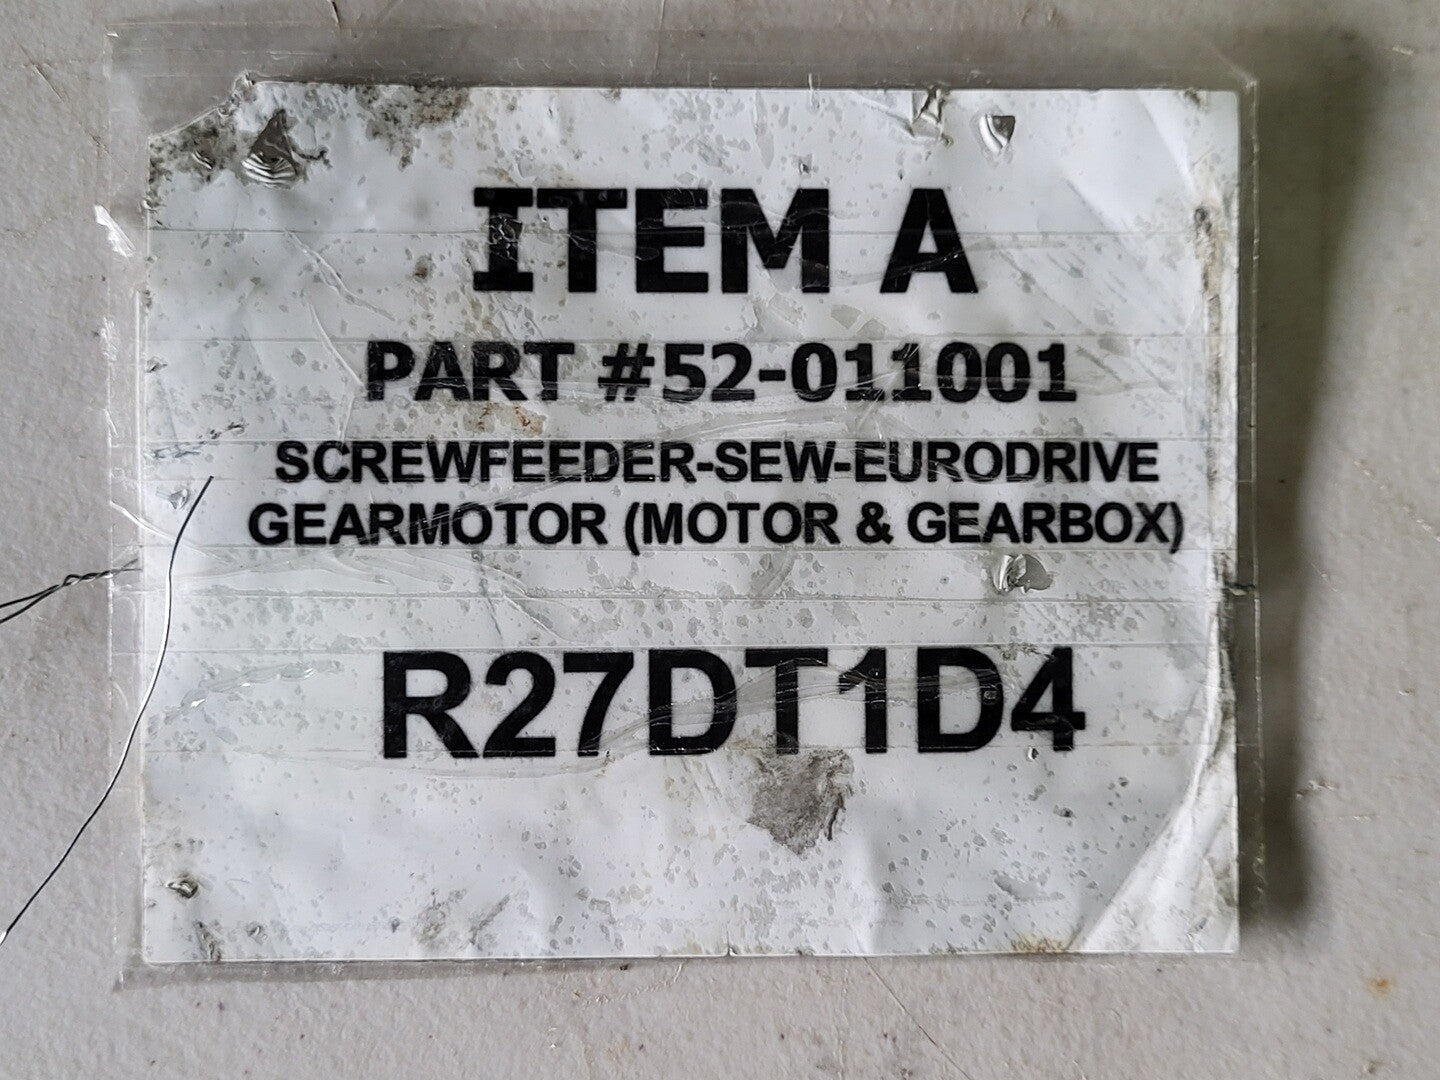 ITEM A
PART #52-011001
SCREWFEEDER-SEW-EURODRIVE
GEARMOTOR (MOTOR & GEARBOX)
R27DT1D4